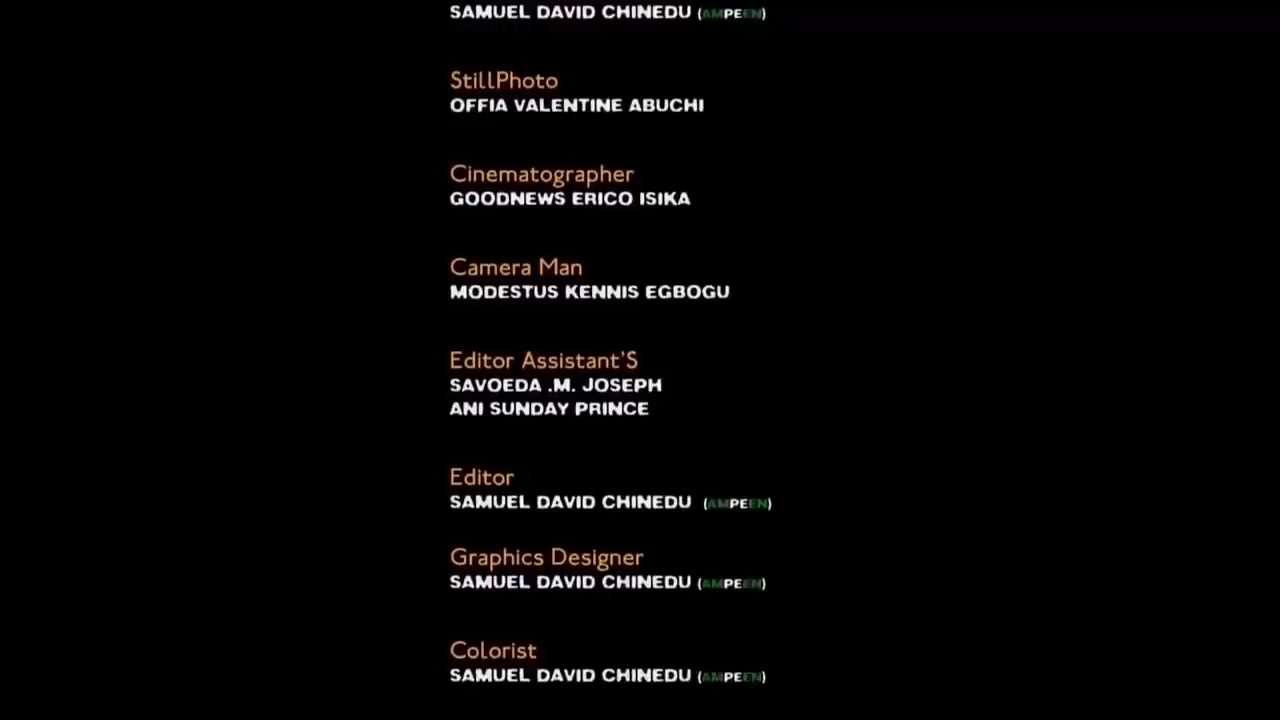 SAMUEL DAVID CHINEDU (AMPEEN)
StillPhoto
OFFIA VALENTINE ABUCHI
Cinematographer
GOODNEWS ERICO ISIKA
Camera Man
MODESTUS KENNIS EGBOGU
Editor Assistant'S
SAVOEDA .M. JOSEPH
ANI SUNDAY PRINCE
Editor
SAMUEL DAVID CHINEDU (AMPEEN)
Graphics Designer
SAMUEL DAVID CHINEDU (AMPEEN)
Colorist
SAMUEL DAVID CHINEDU (AMPEEN)